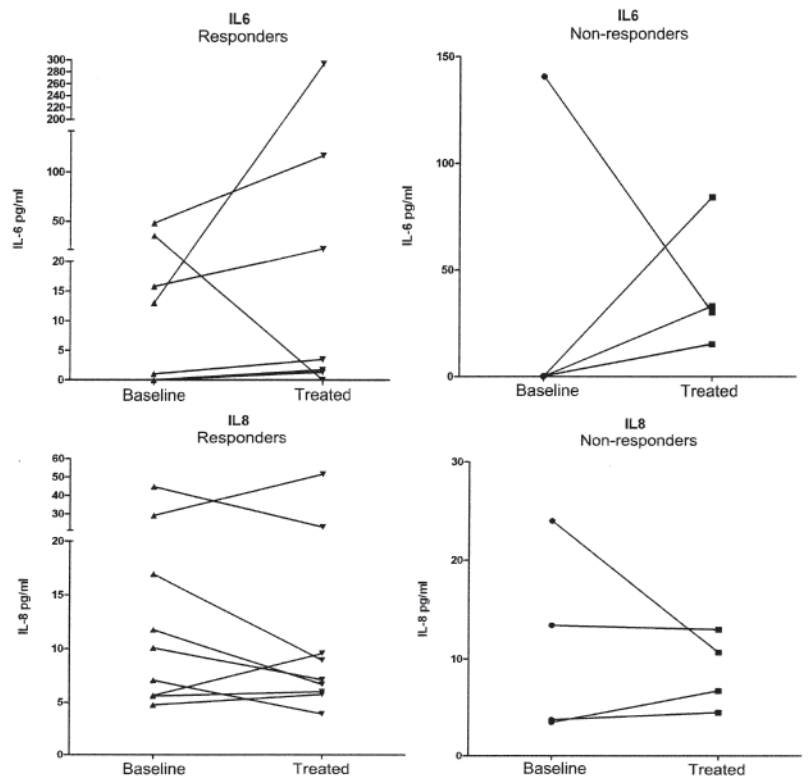 IL6
Responders
300
280
260
240
220
200
100
50
20
15
10
5
0
IL-6 pg/ml
Baseline
Treated
IL6
Non-responders
150
100
50
0
IL-6 pg/ml
Baseline
Treated
IL8
Responders
60
50
40
30
20
15
10
5
0
IL-8 pg/ml
Baseline
Treated
IL8
Non-responders
30
20
10
0
IL-8 pg/ml
Baseline
Treated